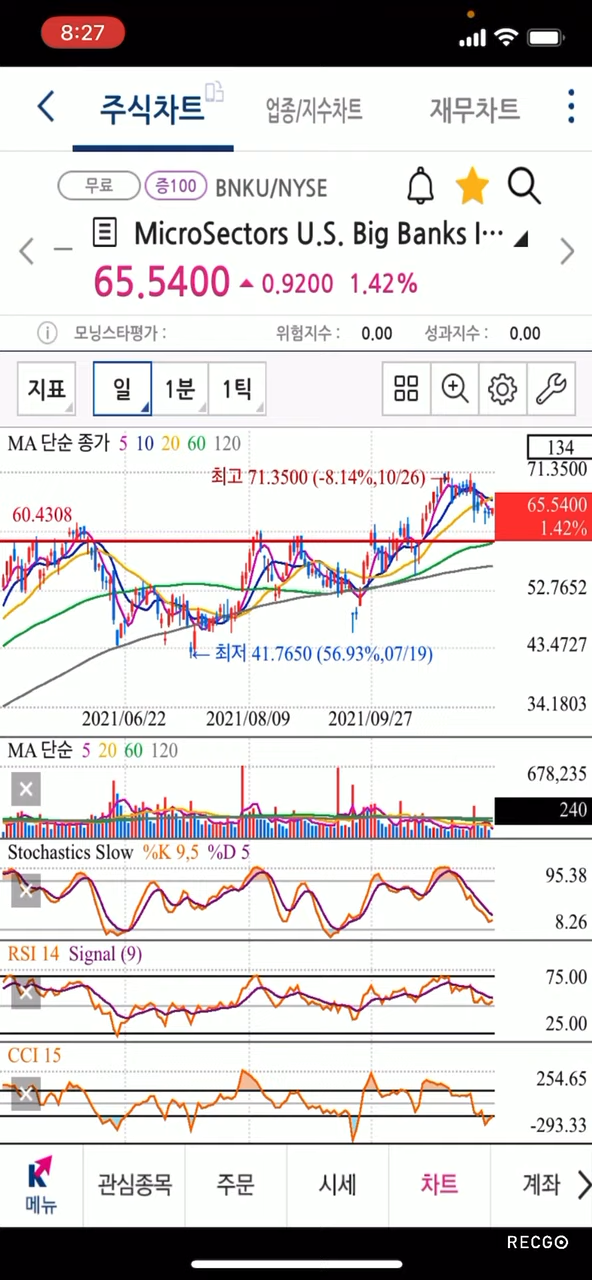 8:27
주식차트
업종/지수차트
재무차트
무료
증100
BNKU/NYSE
MicroSectors U.S. Big Banks I…
65.5400 ▲ 0.9200 1.42%
모닝스타평가 :
위험지수 : 0.00
성과지수 : 0.00
지표
일
1분
1틱
MA 단순 종가 5 10 20 60 120
134
71.3500
최고 71.3500 (-8.14%,10/26)
60.4308
65.5400
1.42%
52.7652
43.4727
최저 41.7650 (56.93%,07/19)
34.1803
2021/06/22
2021/08/09
2021/09/27
MA 단순 5 20 60 120
678,235
240
Stochastics Slow %K 9,5 %D 5
95.38
8.26
RSI 14 Signal (9)
75.00
25.00
CCI 15
254.65
-293.33
메뉴
관심종목
주문
시세
차트
계좌
RECGO